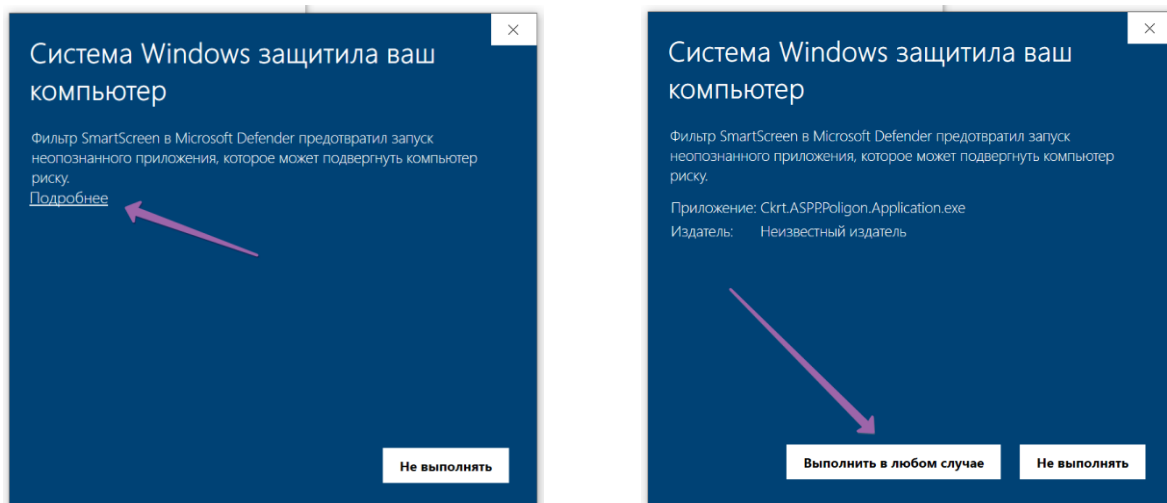 Система Windows защитила ваш
компьютер
Фильтр SmartScreen в Microsoft Defender предотвратил запуск
неопознанного приложения, которое может подвергнуть компьютер
риску.
Подробнее
Не выполнять
Система Windows защитила ваш
компьютер
Фильтр SmartScreen в Microsoft Defender предотвратил запуск
неопознанного приложения, которое может подвергнуть компьютер
риску.
Приложение: Ckrt.ASPP.Poligon.Application.exe
Издатель: Неизвестный издатель
Выполнить в любом случае Не выполнять